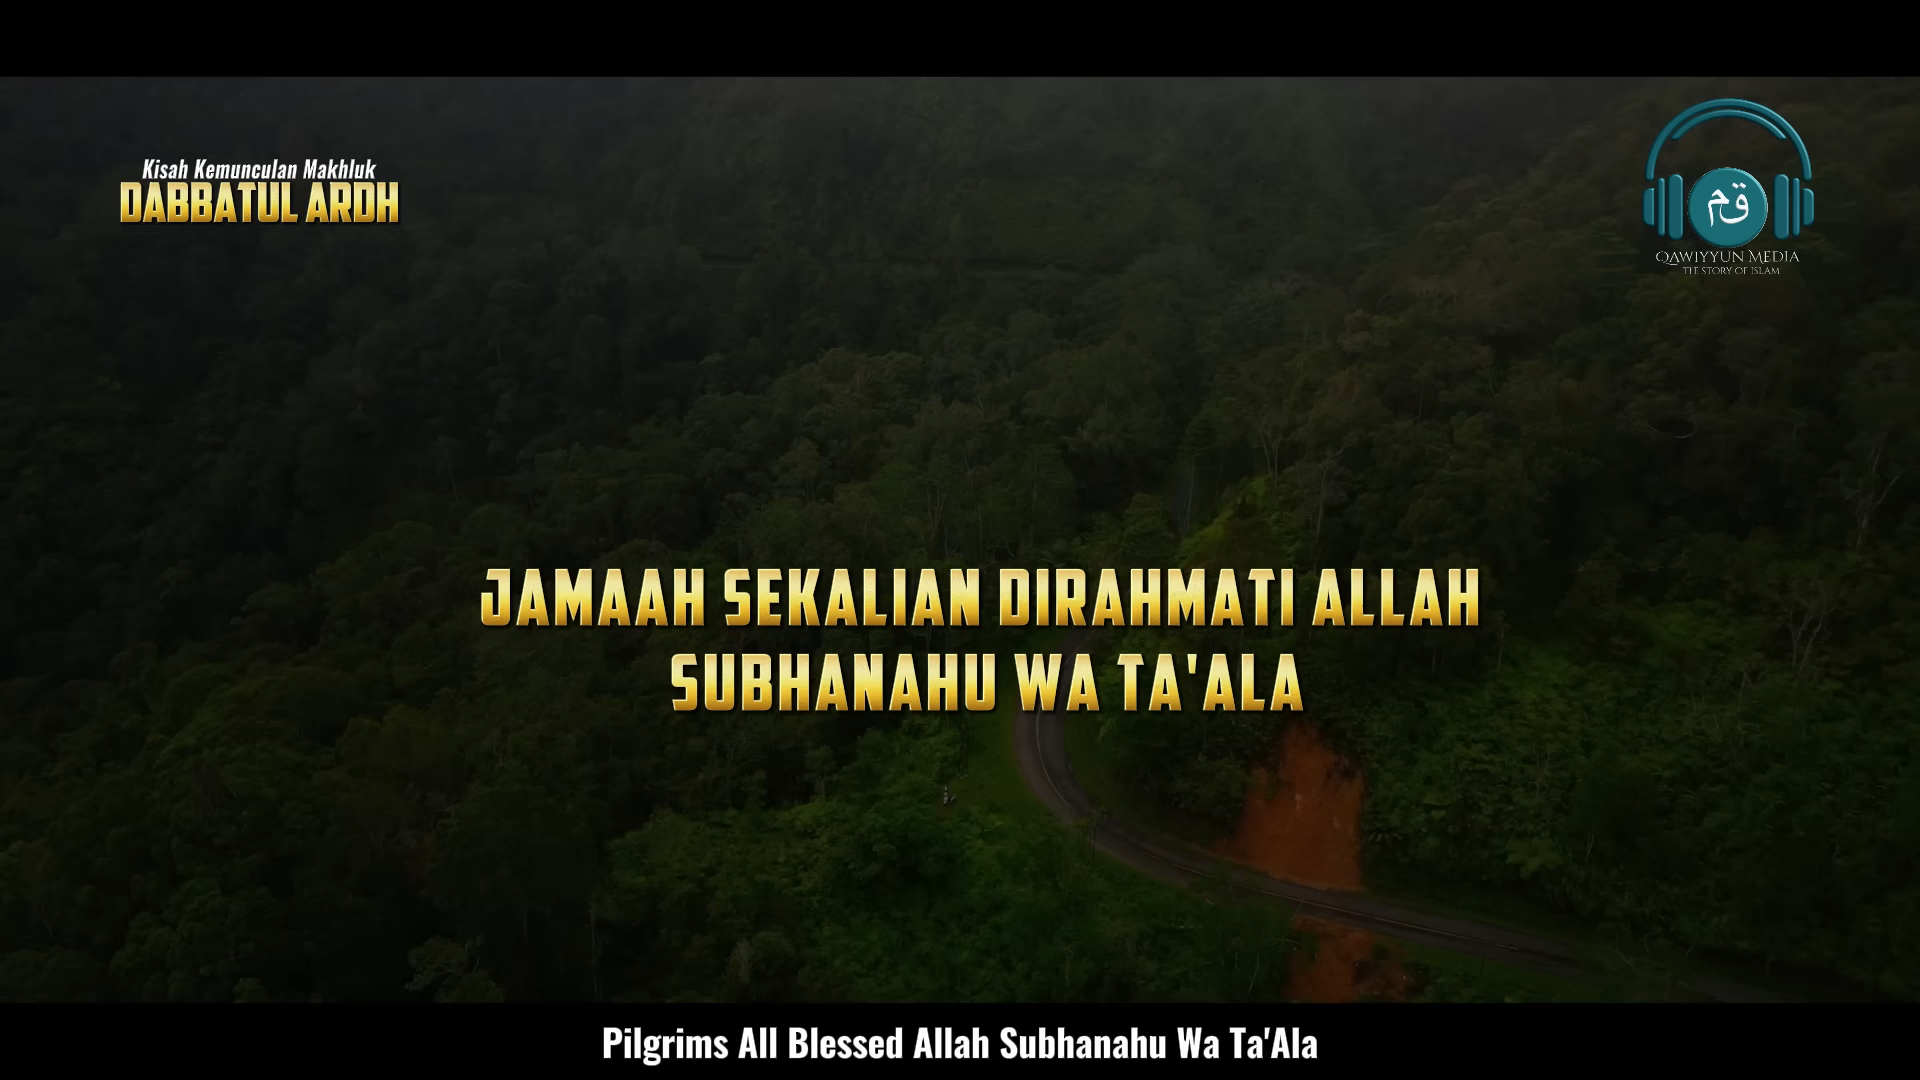 Kisah Kemunculan Makhluk
DABBATUL ARDH
قم
QAWIYYUN MEDIA
THE STORY OF ISLAM
JAMAAH SEKALIAN DIRAHMATI ALLAH
SUBHANAHU WA TA'ALA
Pilgrims All Blessed Allah Subhanahu Wa Ta'Ala